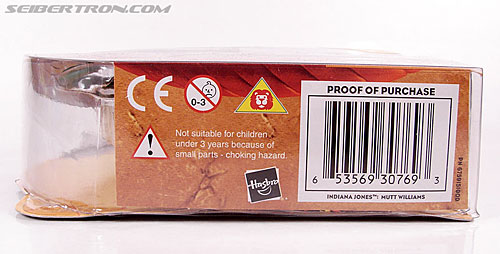 SEIBERTRON.COM
CE
0-3
PROOF OF PURCHASE
Not suitable for children
under 3 years because of
small parts - choking hazard.
Hasbro
6 53569 30769 3
INDIANA JONES™: MUTT WILLIAMS